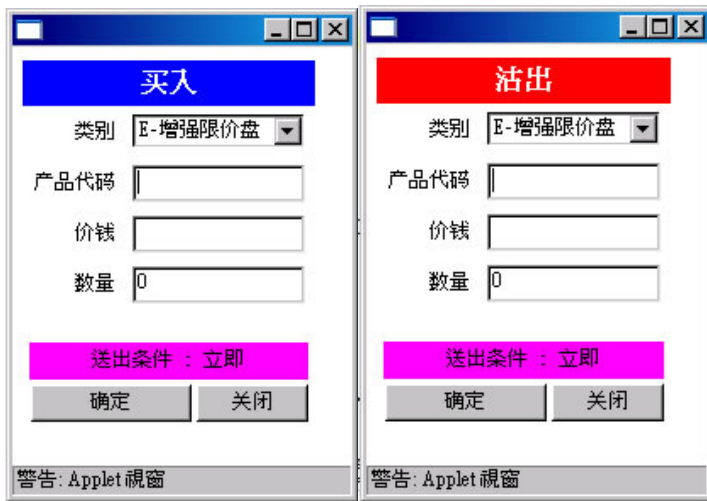 买入
类别 E-增强限价盘
产品代码
价钱
数量 0
送出条件 : 立即
确定 关闭
警告: Applet 視窗
沽出
类别 E-增强限价盘
产品代码
价钱
数量 0
送出条件 : 立即
确定 关闭
警告: Applet 視窗